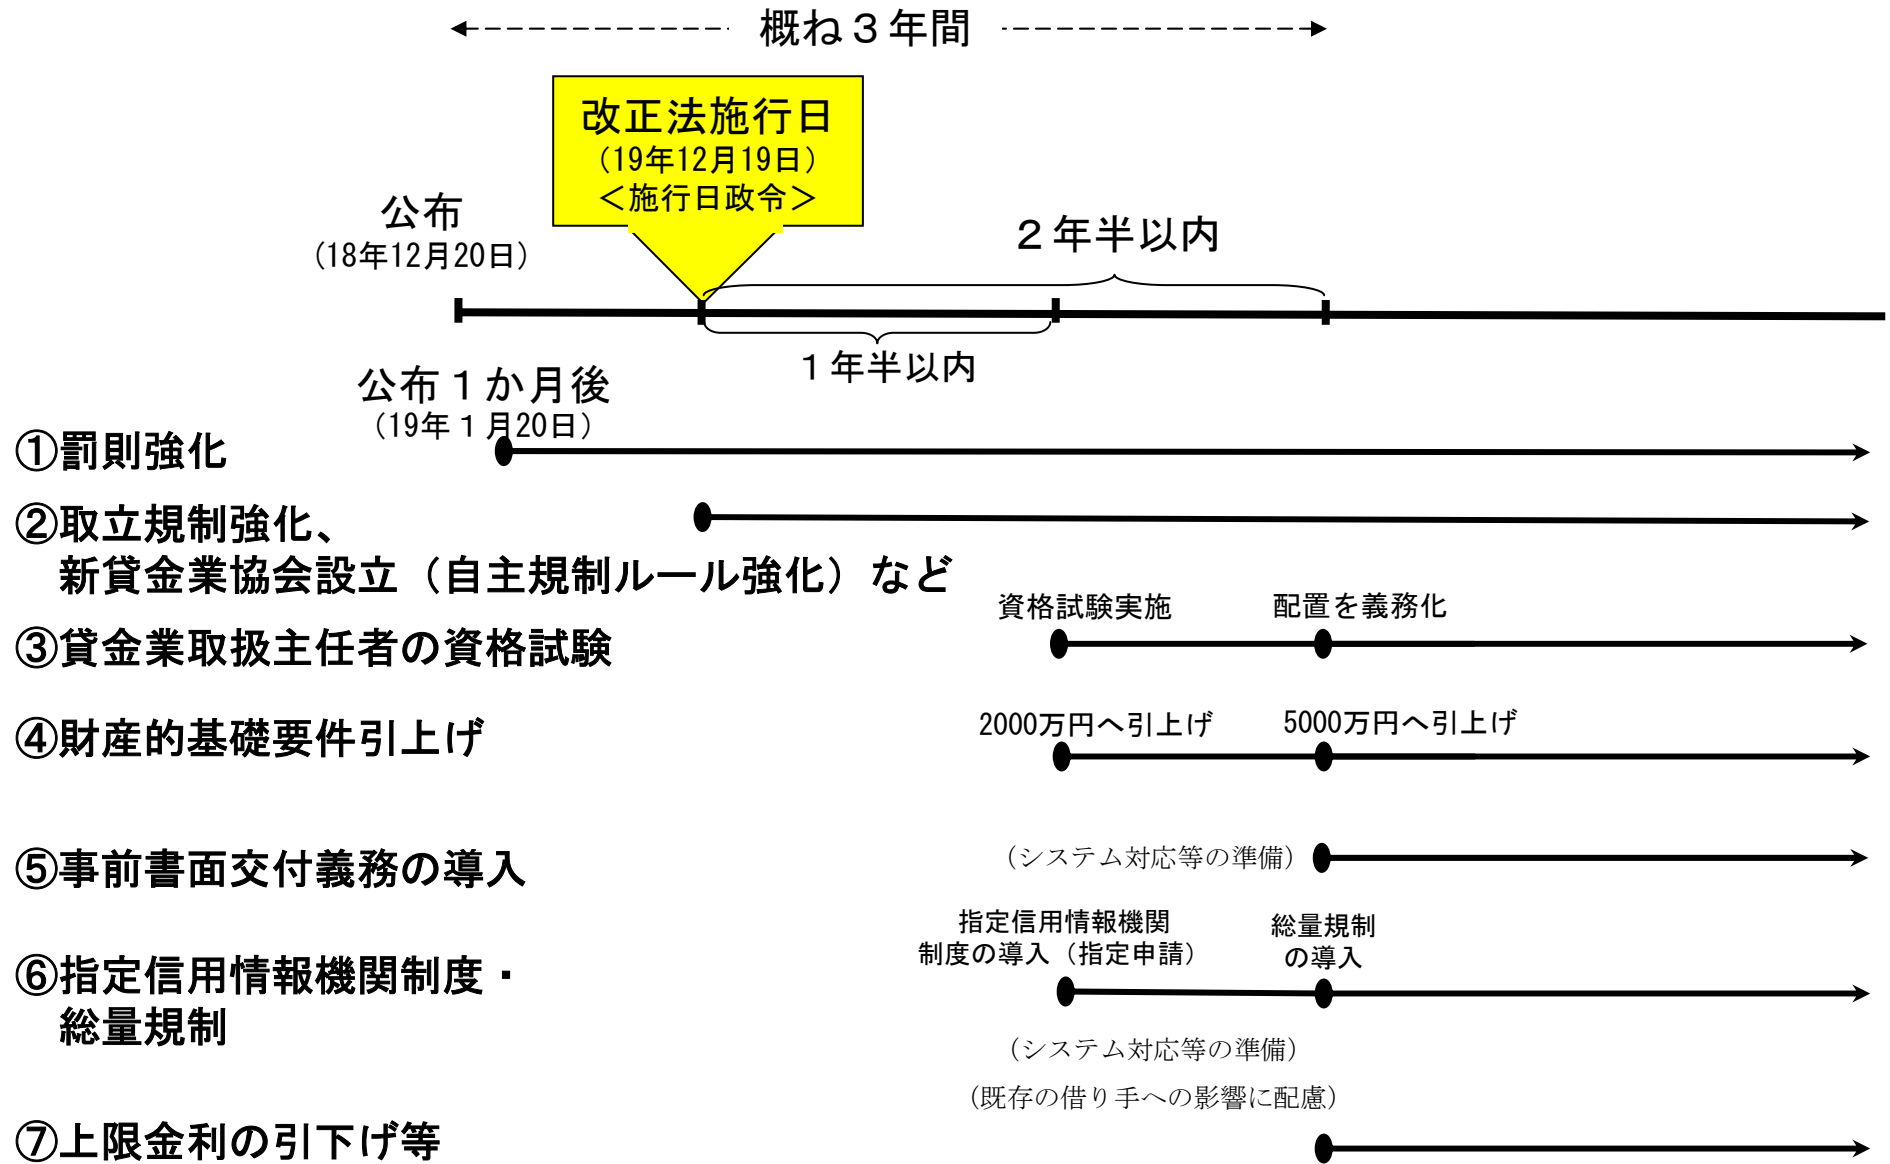 概ね３年間
改正法施行日
（19年12月19日）
＜施行日政令＞
公布
（18年12月20日）
２年半以内
１年半以内
公布１か月後
（19年１月20日）
①罰則強化
②取立規制強化、
新貸金業協会設立（自主規制ルール強化）など
資格試験実施
配置を義務化
③貸金業取扱主任者の資格試験
2000万円へ引上げ
5000万円へ引上げ
④財産的基礎要件引上げ
（システム対応等の準備）
⑤事前書面交付義務の導入
指定信用情報機関
制度の導入（指定申請）
総量規制
の導入
⑥指定信用情報機関制度・
総量規制
（システム対応等の準備）
（既存の借り手への影響に配慮）
⑦上限金利の引下げ等